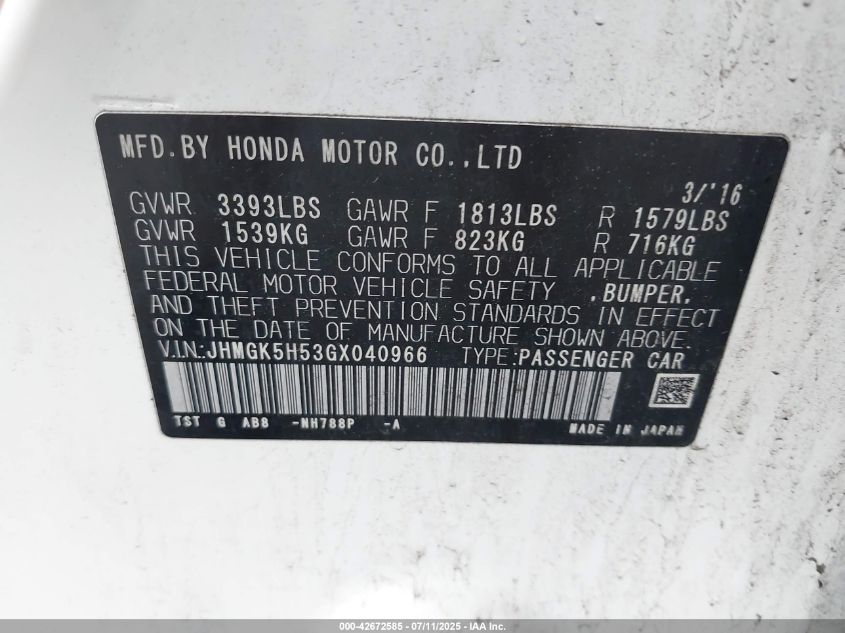 MFD.BY HONDA MOTOR CO.,LTD
3/'16
GVWR 3393LBS GAWR F 1813LBS R 1579LBS
GVWR 1539KG GAWR F 823KG R 716KG
THIS VEHICLE CONFORMS TO ALL APPLICABLE
FEDERAL MOTOR VEHICLE SAFETY .BUMPER.
AND THEFT PREVENTION STANDARDS IN EFFECT
ON THE DATE OF MANUFACTURE SHOWN ABOVE.
V.I.N:JHMGK5H53GX040966 TYPE:PASSENGER CAR
TST G AB8 -NH788P -A MADE IN JAPAN
000-42672585 - 07/11/2025 - IAA Inc.